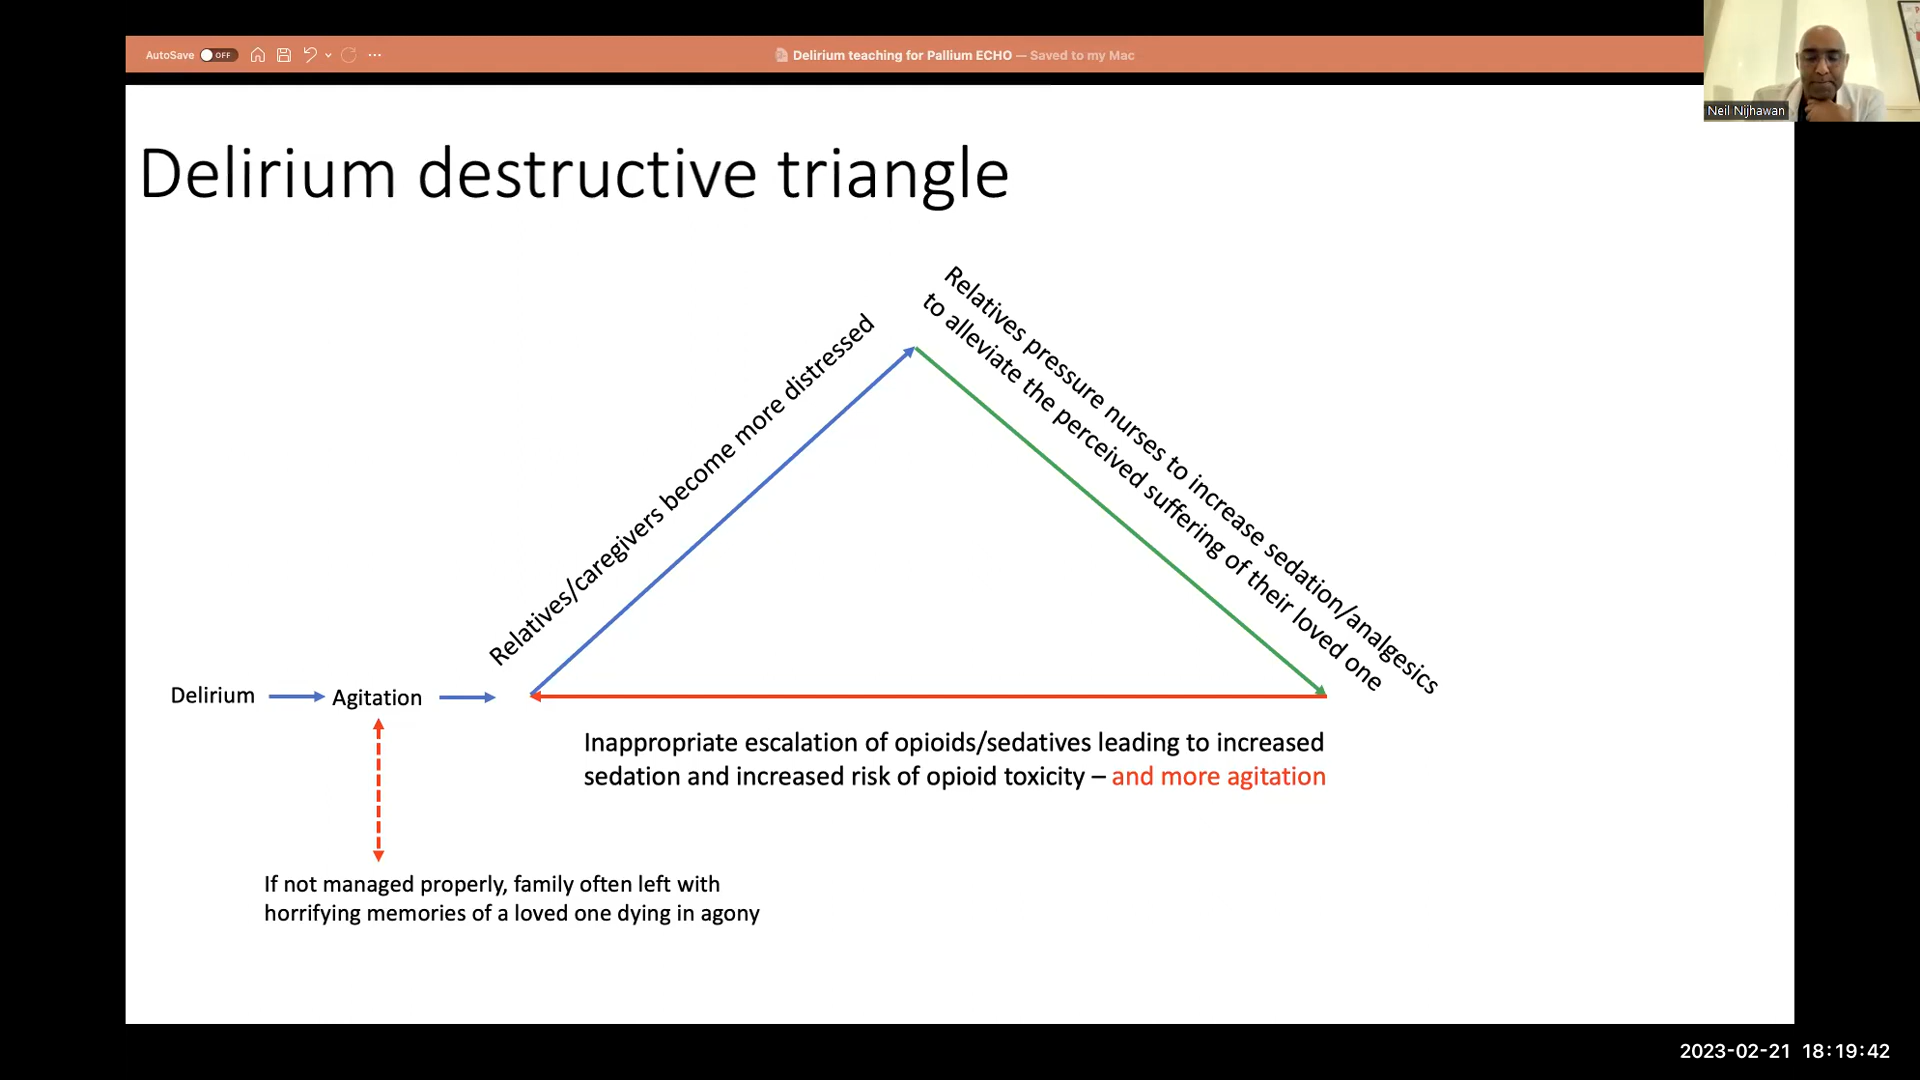 AutoSave OFF
Delirium teaching for Pallium ECHO — Saved to my Mac
Neil Nijhawan
Delirium destructive triangle
Relatives/caregivers become more distressed
Relatives pressure nurses to increase sedation/analgesics
to alleviate the perceived suffering of their loved one
Delirium
Agitation
Inappropriate escalation of opioids/sedatives leading to increased
sedation and increased risk of opioid toxicity – and more agitation
If not managed properly, family often left with
horrifying memories of a loved one dying in agony
2023-02-21 18:19:42